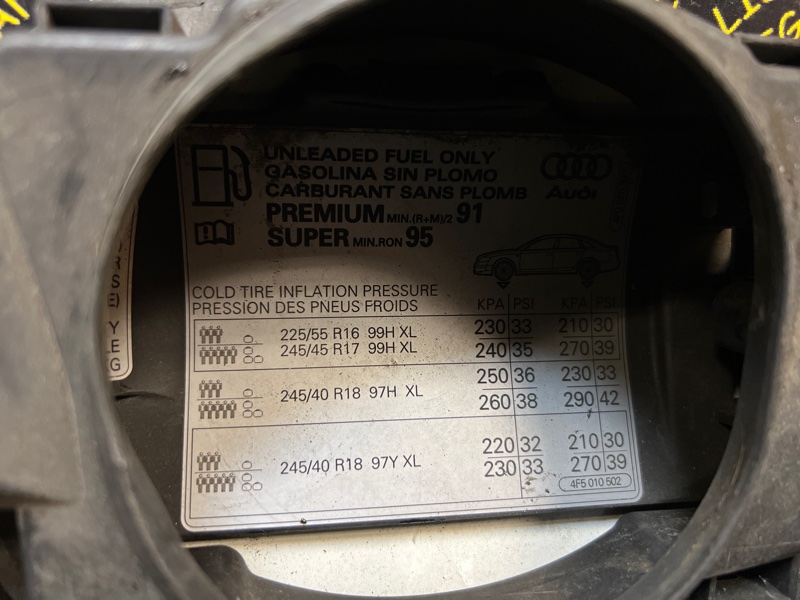 UNLEADED FUEL ONLY
GASOLINA SIN PLOMO
CARBURANT SANS PLOMB
PREMIUM MIN.(R+M)/2 91
SUPER MIN.RON 95
Audi
COLD TIRE INFLATION PRESSURE
PRESSION DES PNEUS FROIDS
KPA PSI KPA PSI
225/55 R16 99H XL 230 33 210 30
245/45 R17 99H XL 240 35 270 39
250 36 230 33
245/40 R18 97H XL
260 38 290 42
220 32 210 30
245/40 R18 97Y XL
230 33 270 39
4F5 010 502